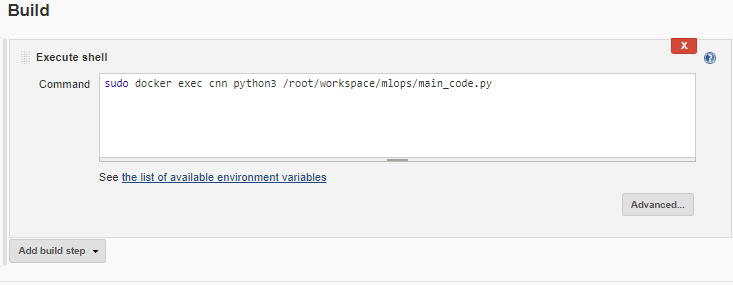 Build
X
Execute shell
?
Command
sudo docker exec cnn python3 /root/workspace/mlops/main_code.py
See the list of available environment variables
Advanced...
Add build step